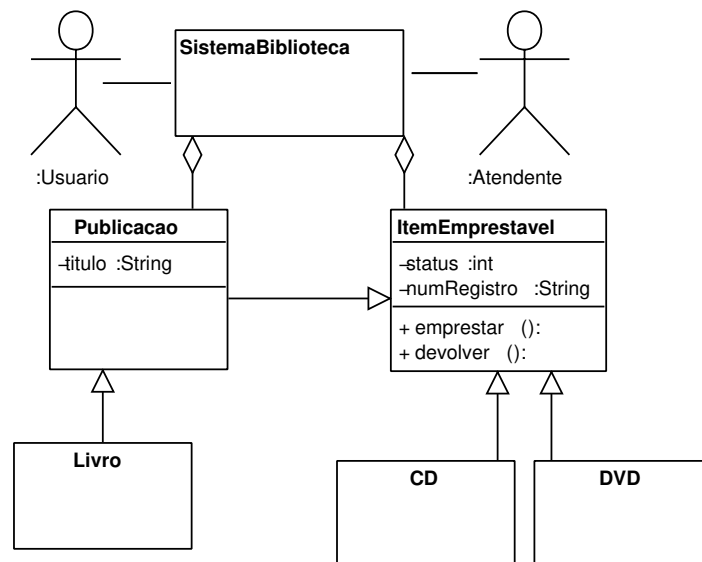 SistemaBiblioteca
:Usuario
:Atendente
Publicacao
–titulo :String
ItemEmprestavel
–status :int
–numRegistro :String
+ emprestar ():
+ devolver ():
Livro
CD
DVD